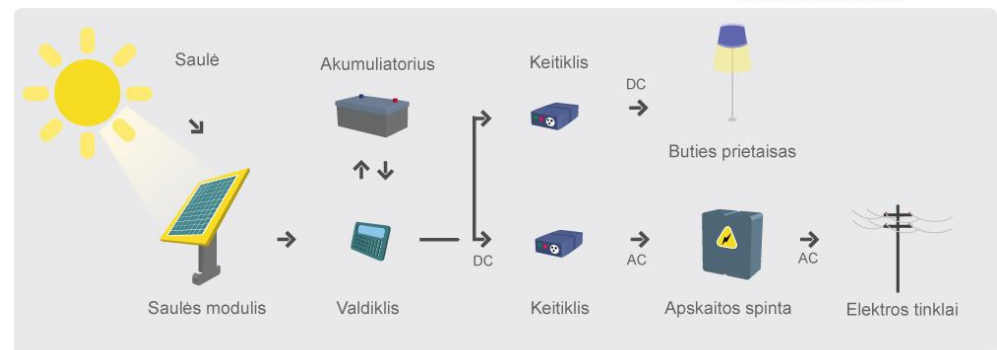 Saulė
Akumuliatorius
Keitiklis
DC
Buties prietaisas
DC
AC
AC
Saulės modulis
Valdiklis
Keitiklis
Apskaitos spinta
Elektros tinklai